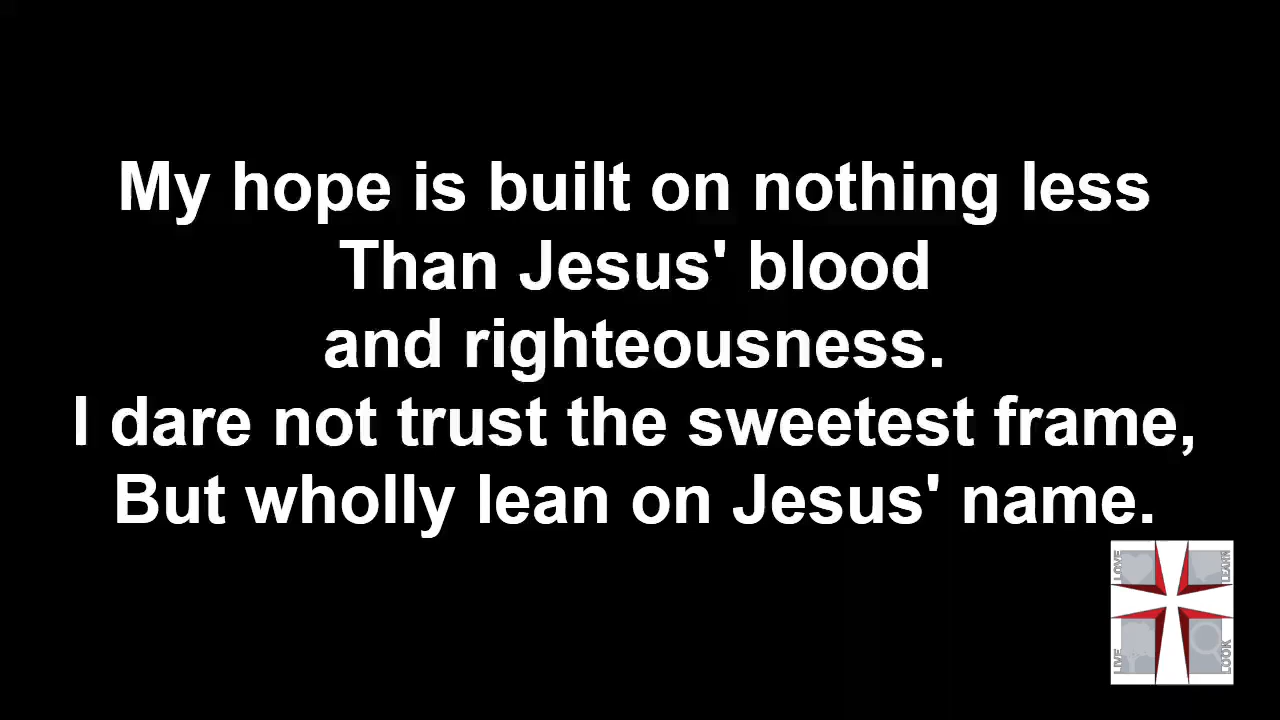 My hope is built on nothing less
Than Jesus' blood
and righteousness.
I dare not trust the sweetest frame,
But wholly lean on Jesus' name.
LOVE
LEARN
LIVE
LOOK